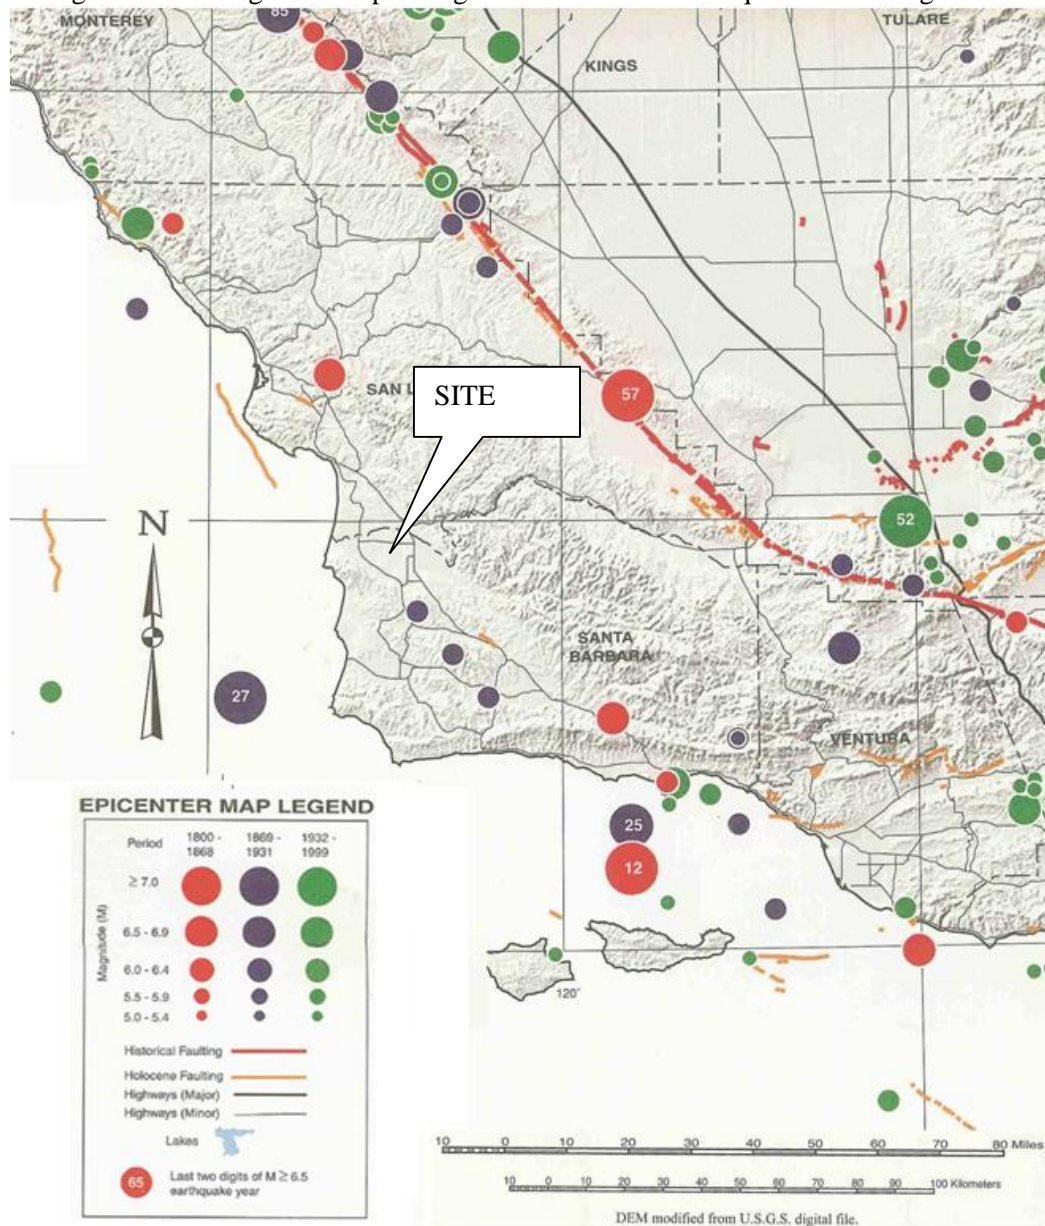 MONTEREY
TULARE
85
KINGS
SAN L
SITE
57
52
N
SANTA
BARBARA
27
VENTURA
25
12
120°
EPICENTER MAP LEGEND
Period 1800 - 1868 1869 - 1931 1932 - 1999
Magnitude (M)
≥ 7.0
6.5 - 6.9
6.0 - 6.4
5.5 - 5.9
5.0 - 5.4
Historical Faulting
Holocene Faulting
Highways (Major)
Highways (Minor)
Lakes
65 Last two digits of M ≥ 6.5
earthquake year
10 0 10 20 30 40 50 60 70 80 Miles
10 0 10 20 30 40 50 60 70 80 90 100 Kilometers
DEM modified from U.S.G.S. digital file.